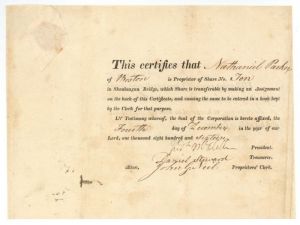 This certifies that Nathaniel Parker
of Boston is Proprietor of Share No. Ten
in Skowhegan Bridge, which Share is transferable by making an Assignment
on the back of this Certificate, and causing the same to be entered in a book kept
by the Clerk for that purpose.
In Testimony whereof, the Seal of the Corporation is hereto affixed, the
Fourth day of December in the year of our
Lord, one thousand eight hundred and sixteen
President.
Daniel Steward Treasurer.
Attest, John Proprietors' Clerk.